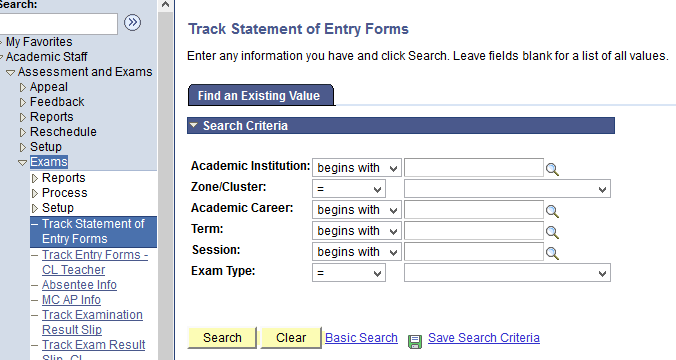 Search:
My Favorites
Academic Staff
Assessment and Exams
Appeal
Feedback
Reports
Reschedule
Setup
Exams
Reports
Process
Setup
Track Statement of
Entry Forms
Track Entry Forms -
CL Teacher
Absentee Info
MC AP Info
Track Examination
Result Slip
Track Exam Result
Slip- CL
Track Statement of Entry Forms
Enter any information you have and click Search. Leave fields blank for a list of all values.
Find an Existing Value
Search Criteria
Academic Institution: begins with
Zone/Cluster: =
Academic Career: begins with
Term: begins with
Session: begins with
Exam Type: =
Search Clear Basic Search Save Search Criteria